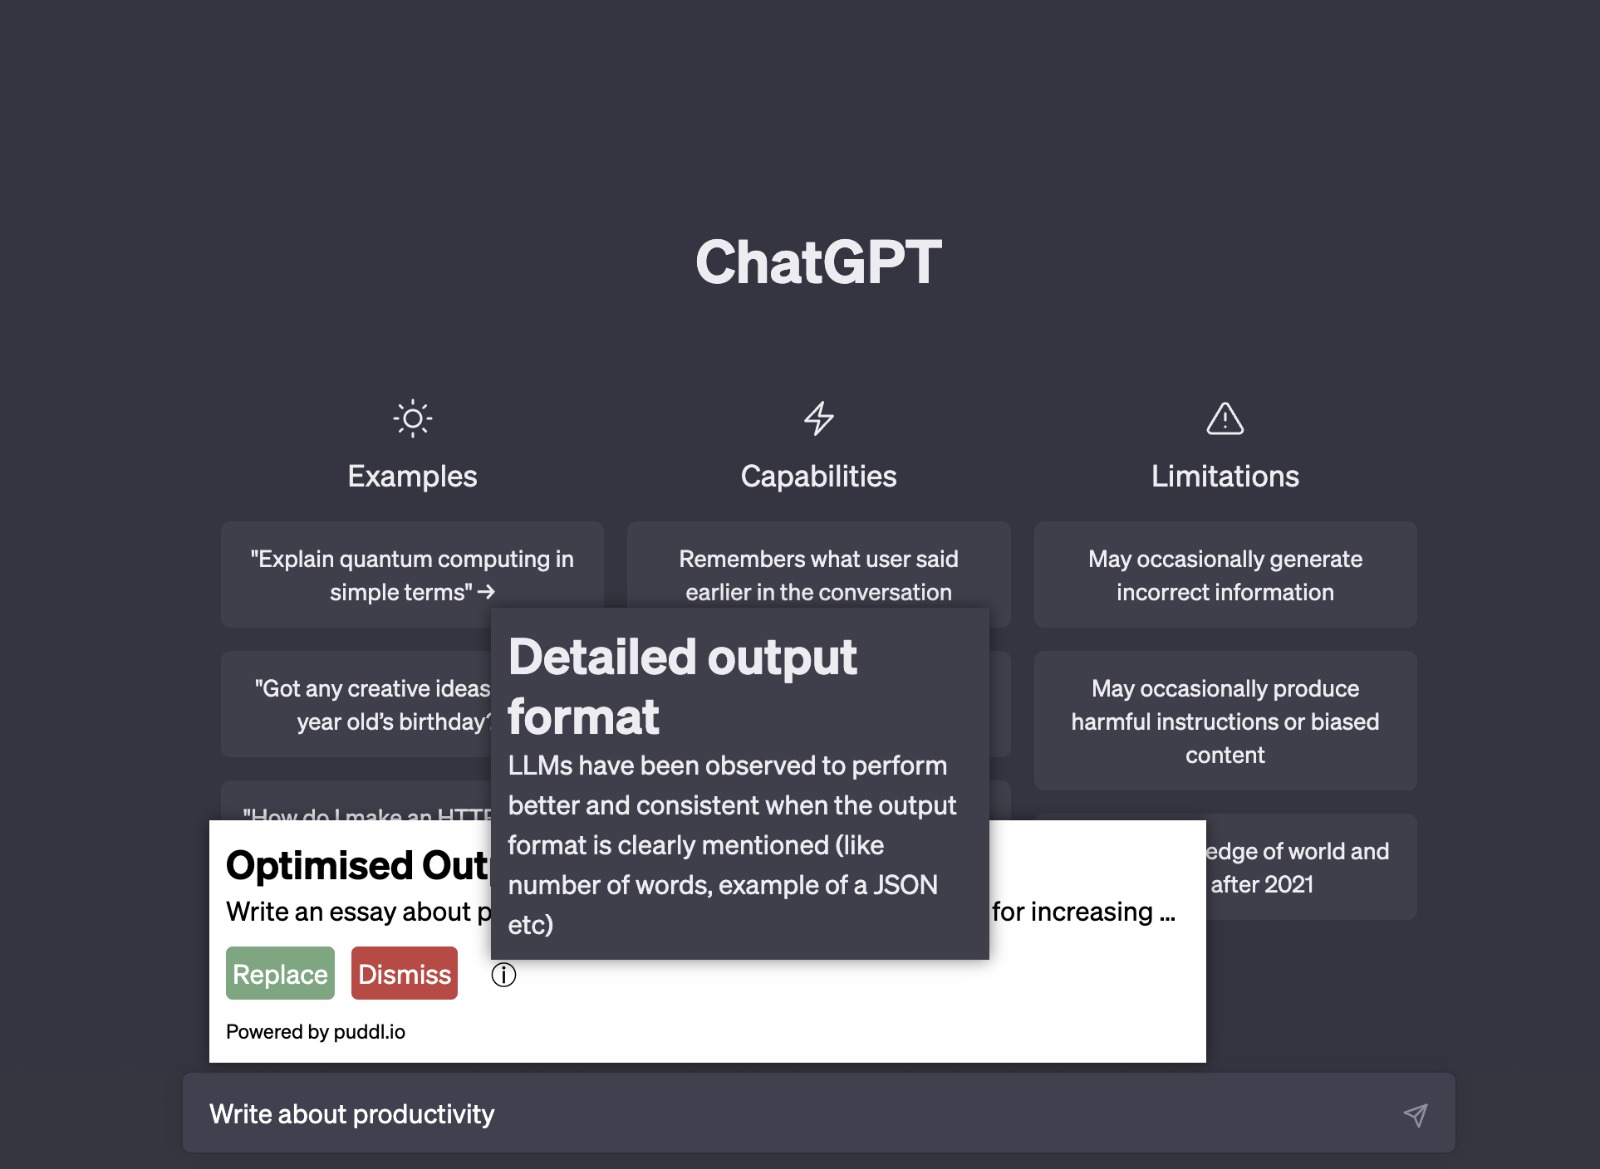 ChatGPT
Examples
"Explain quantum computing in
simple terms" →
"Got any creative ideas
year old's birthday?
"How do I make an HTTP
Capabilities
Remembers what user said
earlier in the conversation
Limitations
May occasionally generate
incorrect information
May occasionally produce
harmful instructions or biased
content
edge of world and
after 2021
Detailed output
format
LLMs have been observed to perform
better and consistent when the output
format is clearly mentioned (like
number of words, example of a JSON
etc)
Optimised
Write an essay about
for increasing ...
Replace
Dismiss
Powered by puddl.io
Write about productivity